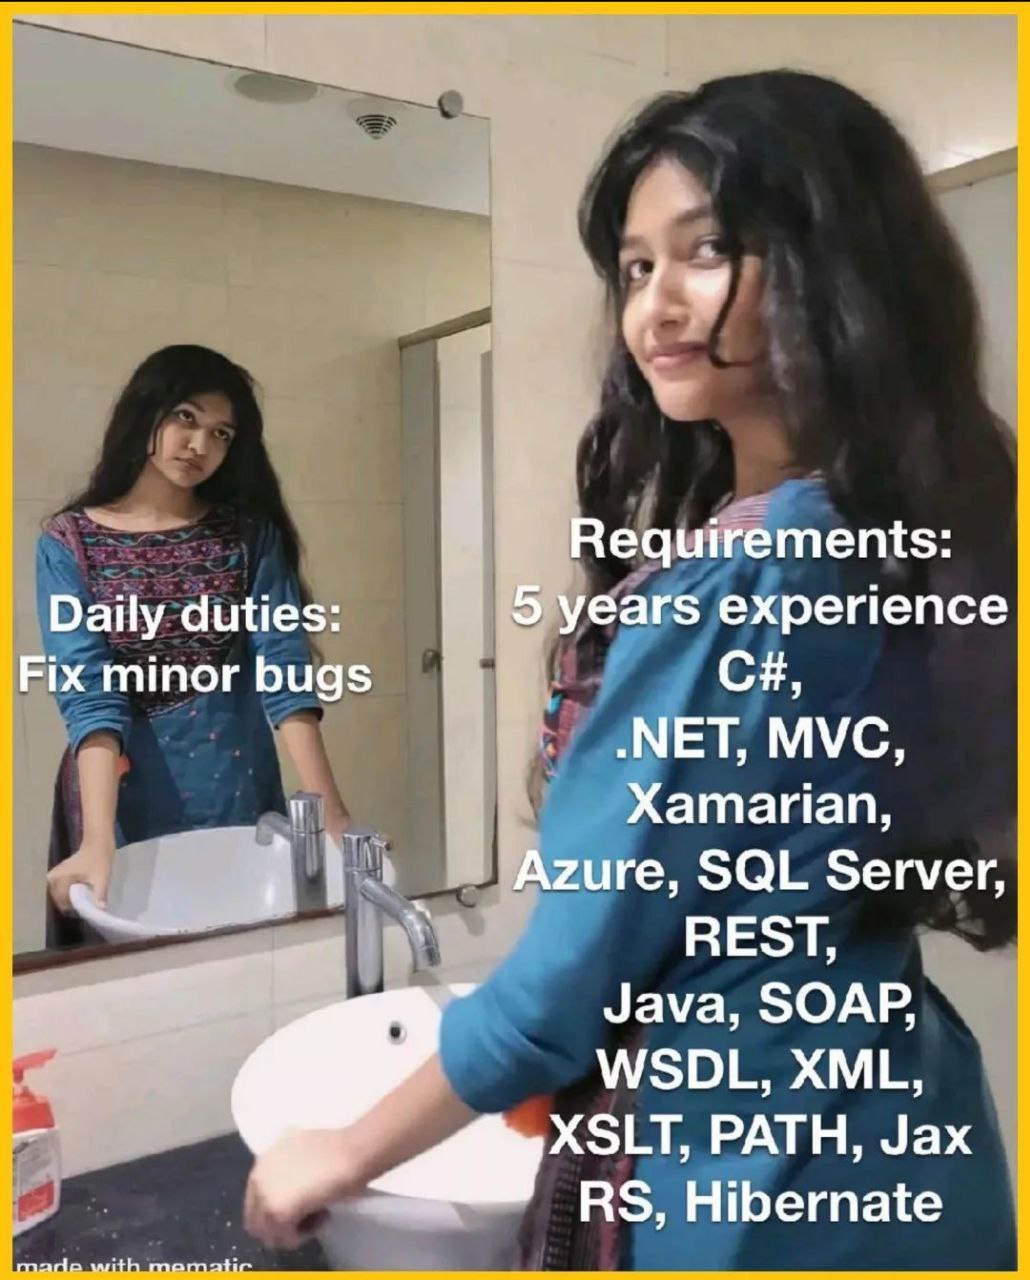 Daily duties:
Fix minor bugs
Requirements:
5 years experience
C#,
.NET, MVC,
Xamarian,
Azure, SQL Server,
REST,
Java, SOAP,
WSDL, XML,
XSLT, PATH, Jax
RS, Hibernate
made with mematic